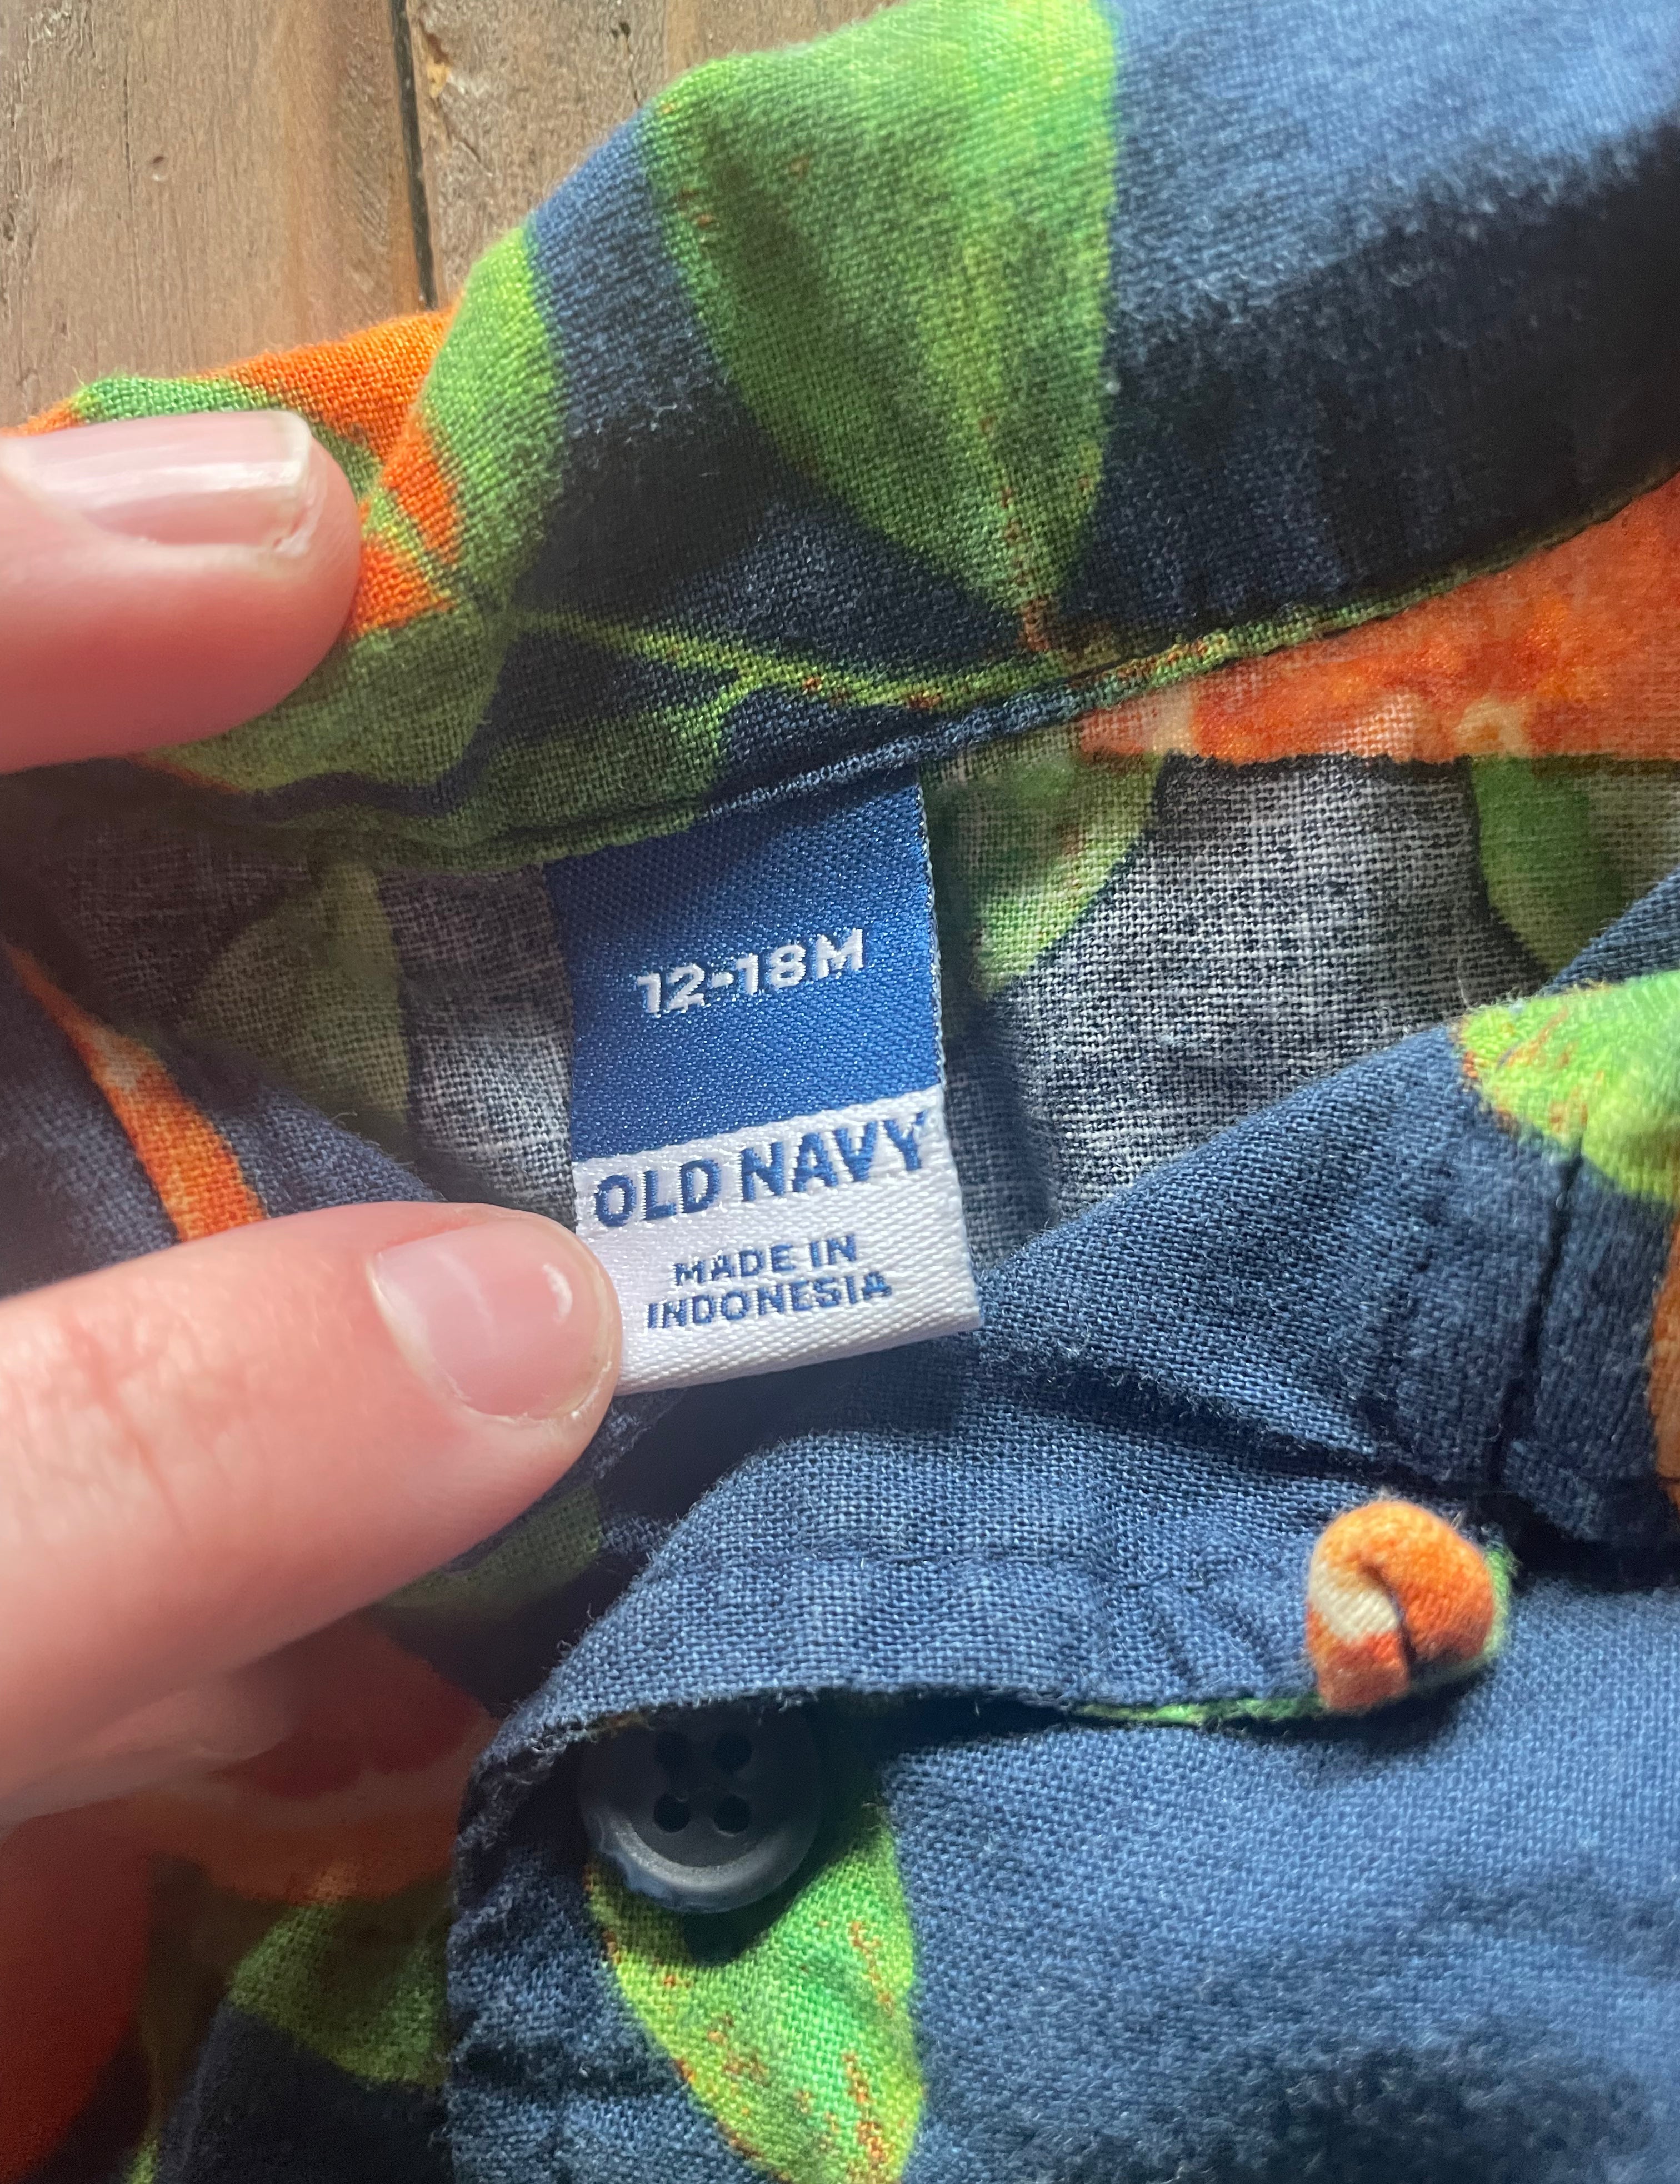 12-18M
OLD NAVY
MADE IN
INDONESIA